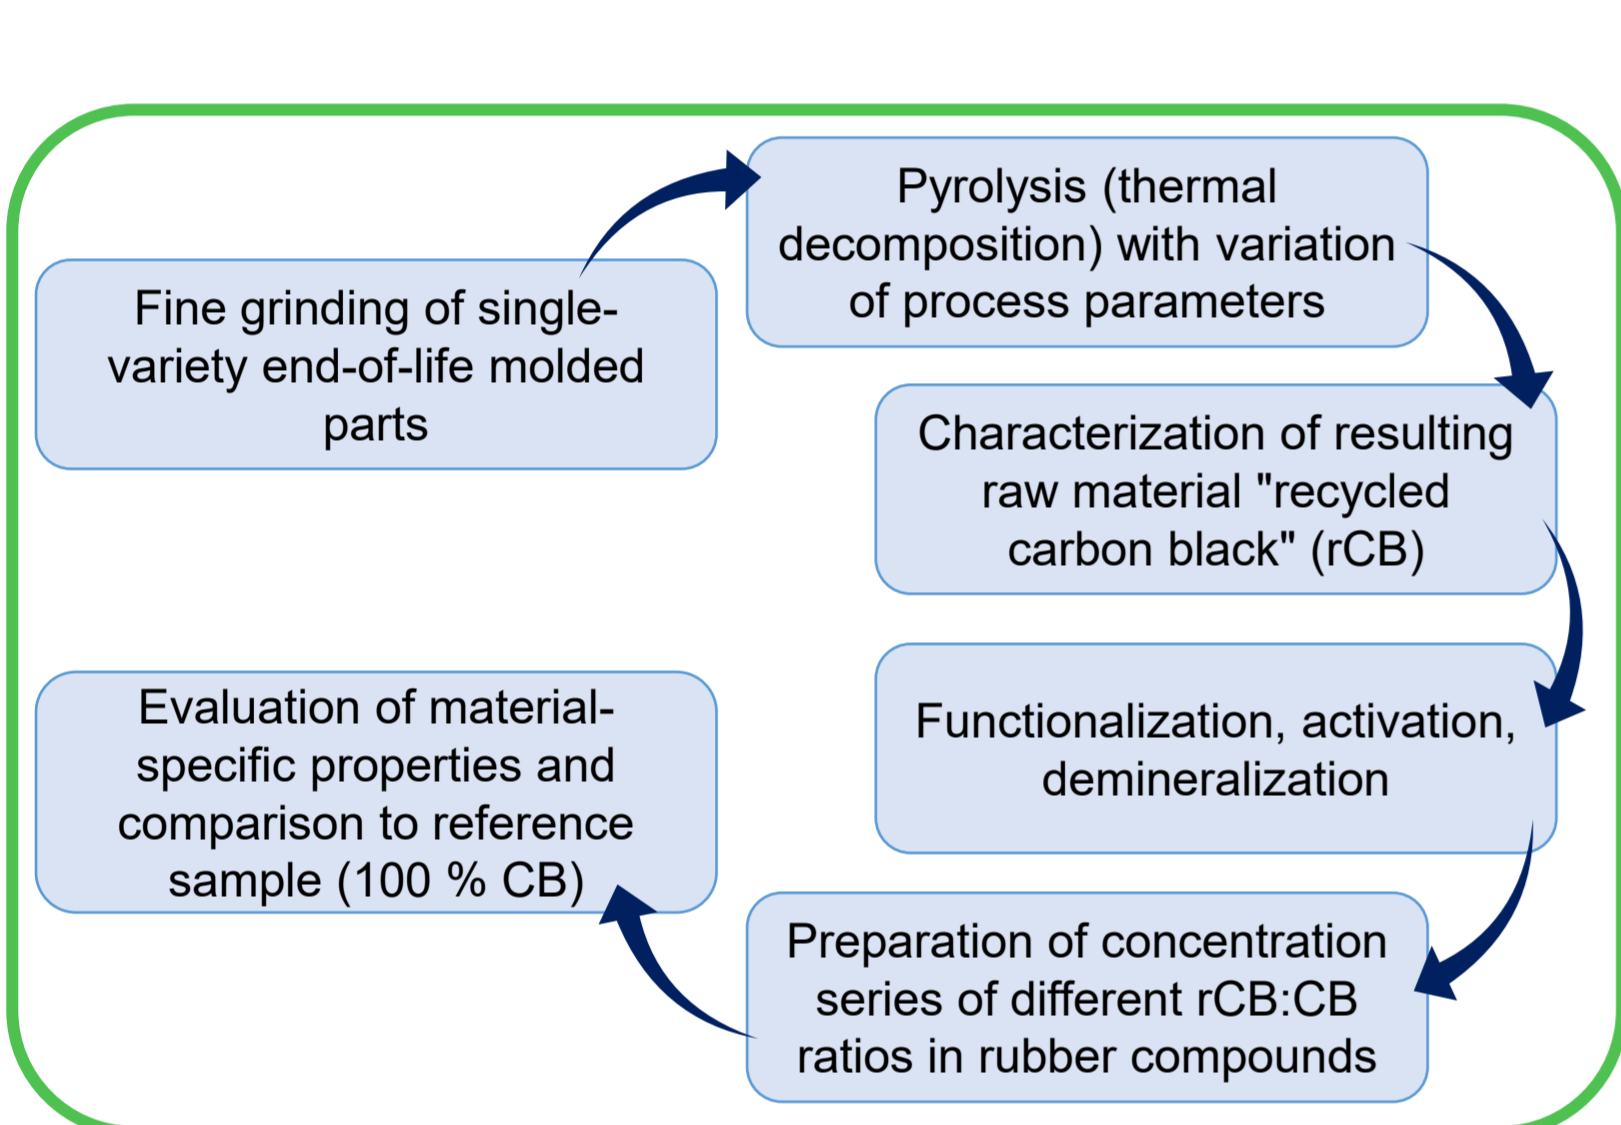 Fine grinding of single-
variety end-of-life molded
parts
Pyrolysis (thermal
decomposition) with variation
of process parameters
Characterization of resulting
raw material "recycled
carbon black" (rCB)
Functionalization, activation,
demineralization
Preparation of concentration
series of different rCB:CB
ratios in rubber compounds
Evaluation of material-
specific properties and
comparison to reference
sample (100 % CB)